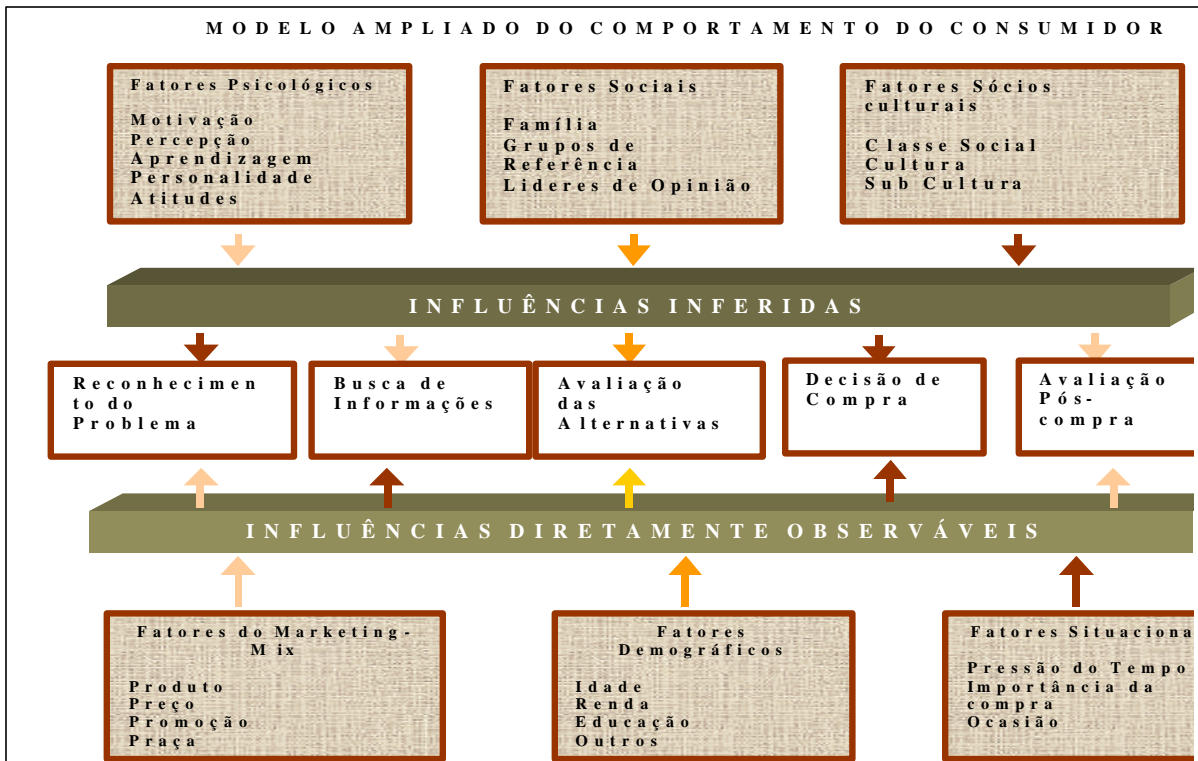 MODELO AMPLIADO DO COMPORTAMENTO DO CONSUMIDOR
Fatores Psicológicos
Motivação
Percepção
Aprendizagem
Personalidade
Atitudes
Fatores Sociais
Família
Grupos de
Referência
Lideres de Opinião
Fatores Sócios
culturais
Classe Social
Cultura
Sub Cultura
INFLUÊNCIAS INFERIDAS
Reconhecimen
to do
Problema
Busca de
Informações
Avaliação
das
Alternativas
Decisão de
Compra
Avaliação
Pós-
compra
INFLUÊNCIAS DIRETAMENTE OBSERVÁVEIS
Fatores do Marketing-
Mix
Produto
Preço
Promoção
Praça
Fatores
Demográficos
Idade
Renda
Educação
Outros
Fatores Situaciona
Pressão do Tempo
Importância da
compra
Ocasião